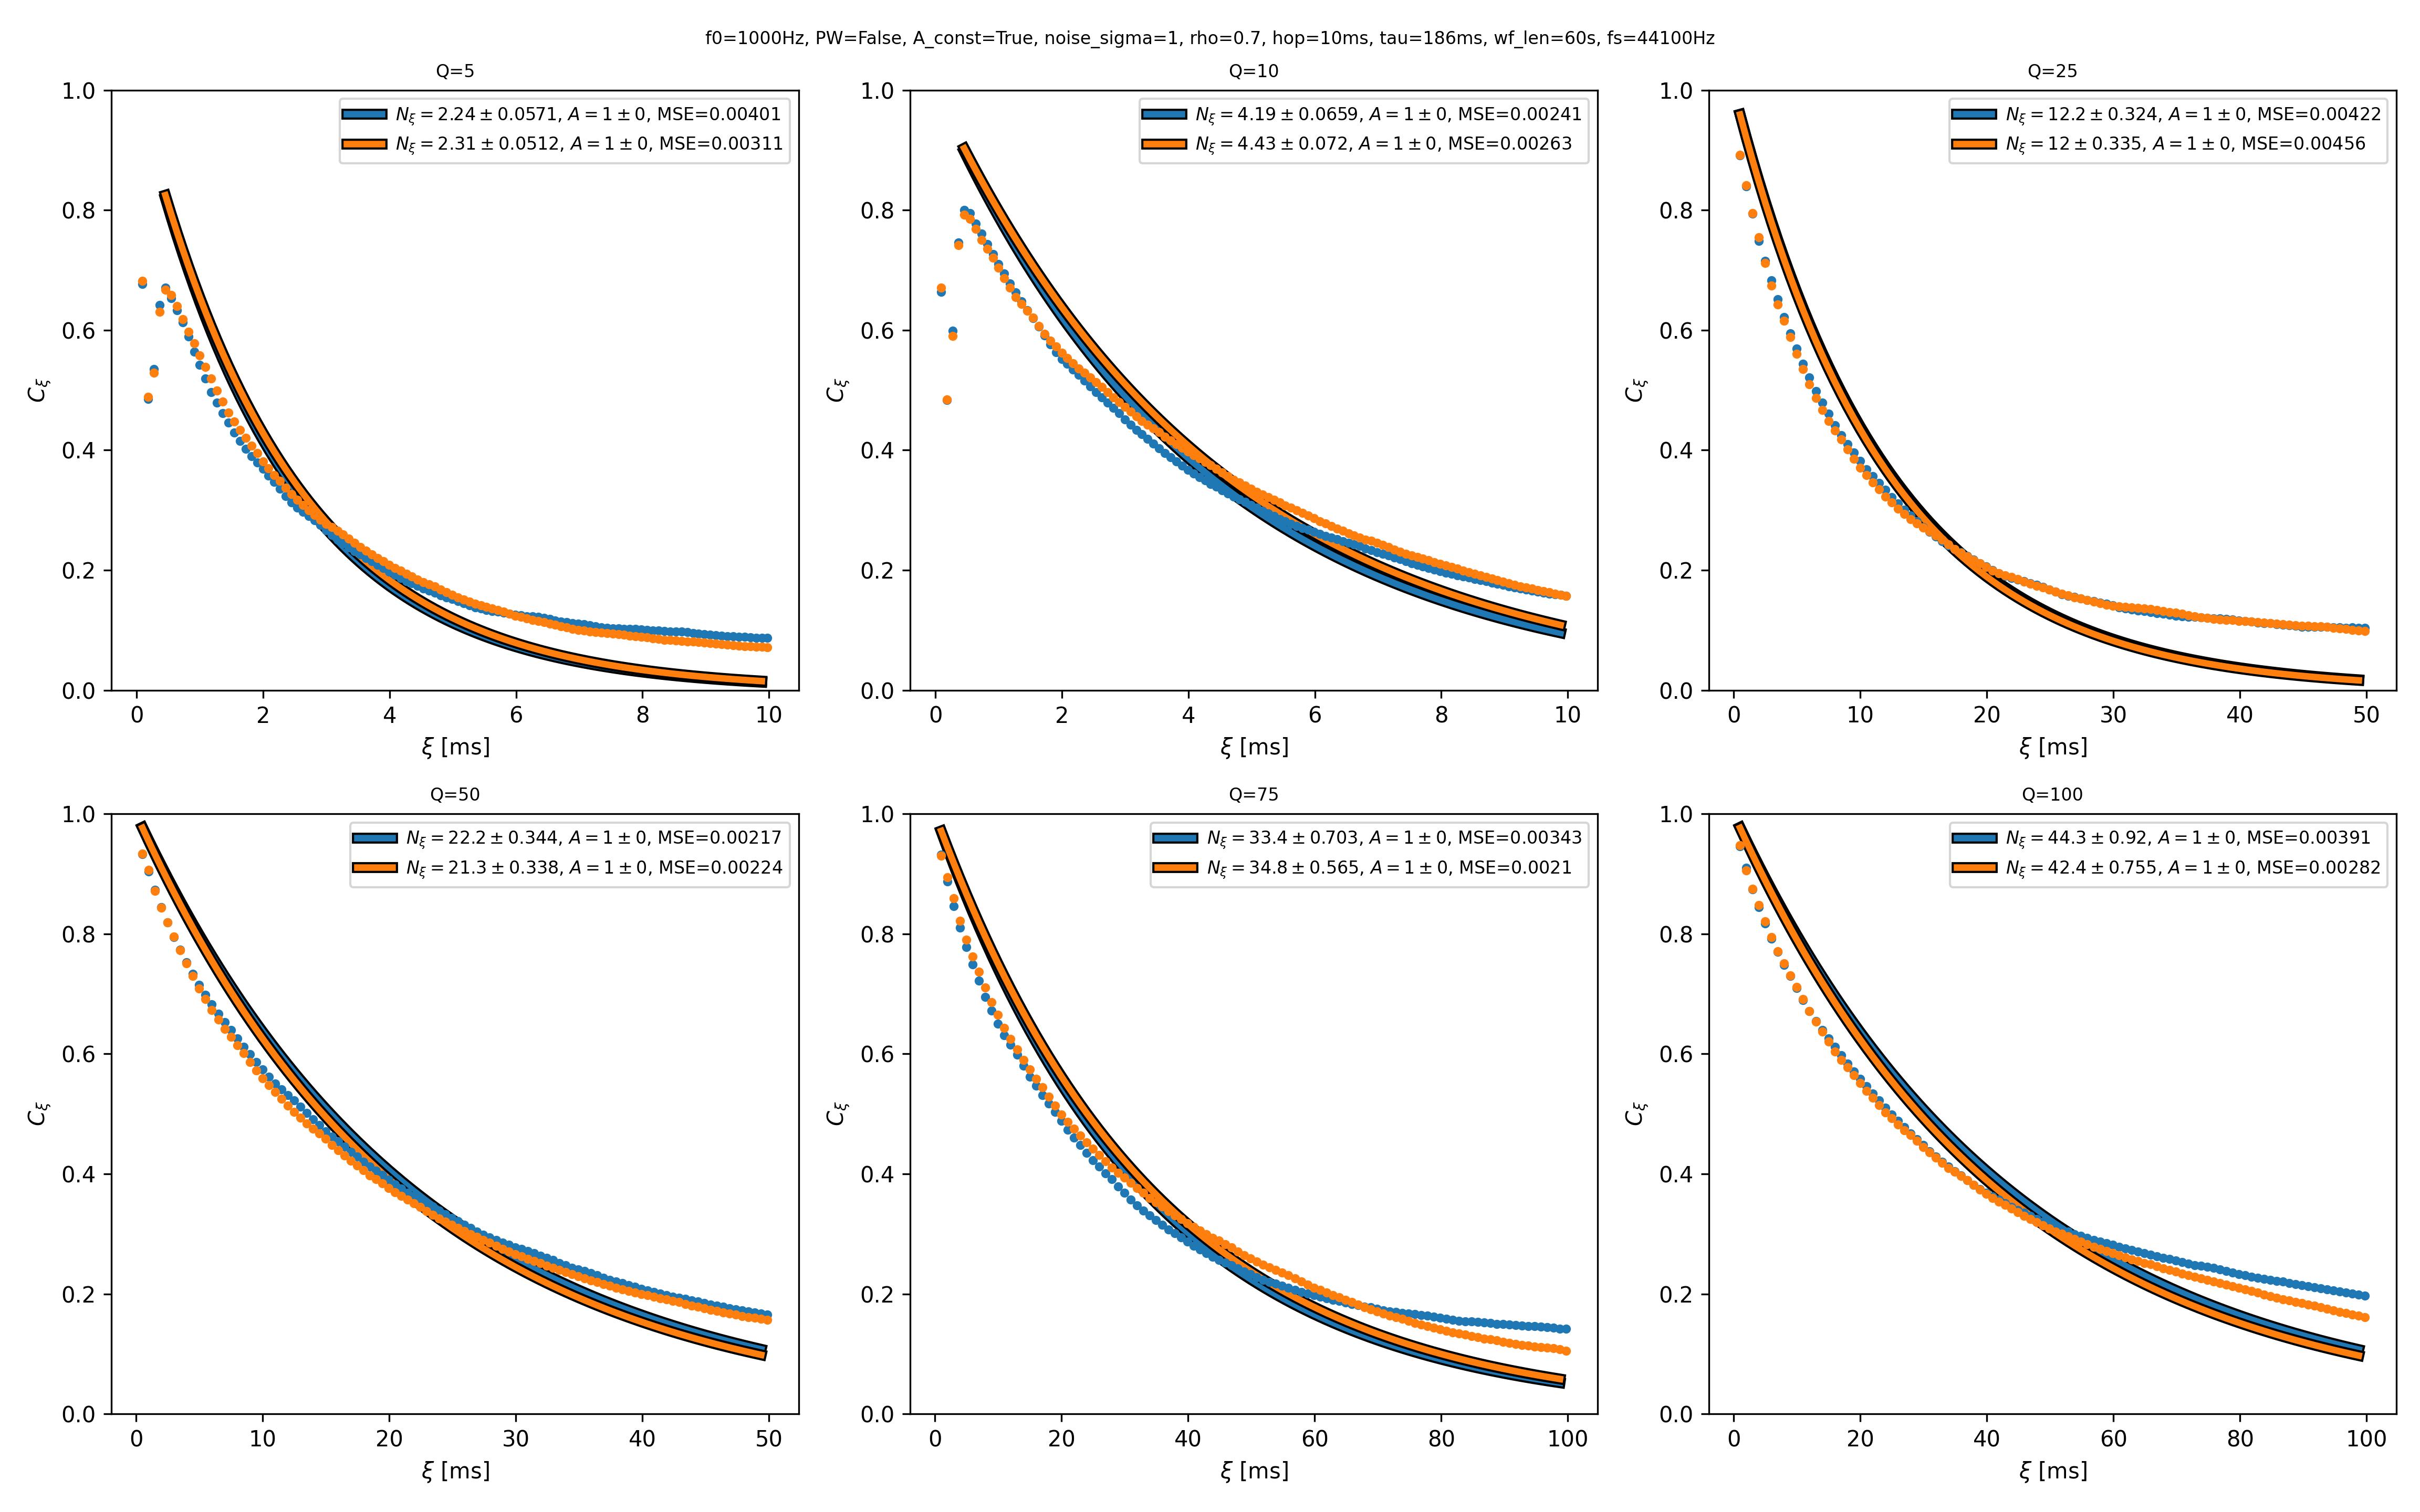 f0=1000Hz, PW=False, A_const=True, noise_sigma=1, rho=0.7, hop=10ms, tau=186ms, wf_len=60s, fs=44100Hz
Q=5
1.0
0.8
0.6
0.4
0.2
0.0
C_ξ
N_ξ = 2.24 ± 0.0571, A = 1 ± 0, MSE=0.00401
N_ξ = 2.31 ± 0.0512, A = 1 ± 0, MSE=0.00311
0 2 4 6 8 10
ξ [ms]
Q=10
1.0
0.8
0.6
0.4
0.2
0.0
C_ξ
N_ξ = 4.19 ± 0.0659, A = 1 ± 0, MSE=0.00241
N_ξ = 4.43 ± 0.072, A = 1 ± 0, MSE=0.00263
0 2 4 6 8 10
ξ [ms]
Q=25
1.0
0.8
0.6
0.4
0.2
0.0
C_ξ
N_ξ = 12.2 ± 0.324, A = 1 ± 0, MSE=0.00422
N_ξ = 12 ± 0.335, A = 1 ± 0, MSE=0.00456
0 10 20 30 40 50
ξ [ms]
Q=50
1.0
0.8
0.6
0.4
0.2
0.0
C_ξ
N_ξ = 22.2 ± 0.344, A = 1 ± 0, MSE=0.00217
N_ξ = 21.3 ± 0.338, A = 1 ± 0, MSE=0.00224
0 10 20 30 40 50
ξ [ms]
Q=75
1.0
0.8
0.6
0.4
0.2
0.0
C_ξ
N_ξ = 33.4 ± 0.703, A = 1 ± 0, MSE=0.00343
N_ξ = 34.8 ± 0.565, A = 1 ± 0, MSE=0.0021
0 20 40 60 80 100
ξ [ms]
Q=100
1.0
0.8
0.6
0.4
0.2
0.0
C_ξ
N_ξ = 44.3 ± 0.92, A = 1 ± 0, MSE=0.00391
N_ξ = 42.4 ± 0.755, A = 1 ± 0, MSE=0.00282
0 20 40 60 80 100
ξ [ms]